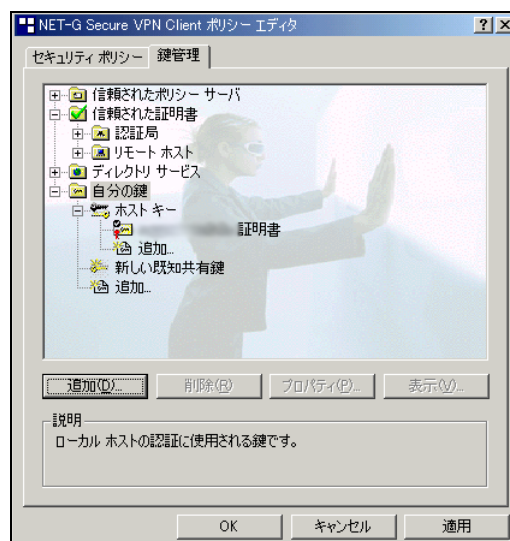 NET-G Secure VPN Client ポリシー エディタ
セキュリティ ポリシー 鍵管理
信頼されたポリシー サーバ
信頼された証明書
認証局
リモート ホスト
ディレクトリ サービス
自分の鍵
ホスト キー
証明書
追加...
新しい既知共有鍵
追加...
追加(D)... 削除(R) プロパティ(P)... 表示(V)...
説明
ローカル ホストの認証に使用される鍵です。
OK キャンセル 適用